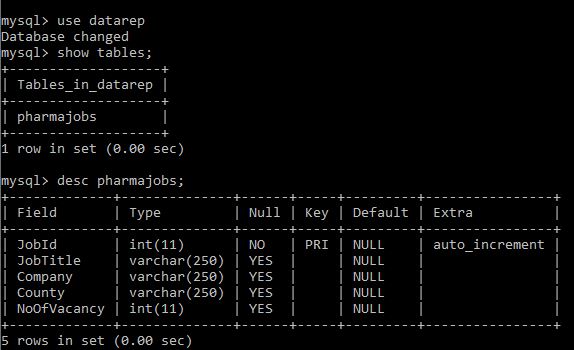 mysql> use datarep
Database changed
mysql> show tables;
+-------------------+
| Tables_in_datarep |
+-------------------+
| pharmajobs        |
+-------------------+
1 row in set (0.00 sec)

mysql> desc pharmajobs;
+-------------+--------------+------+-----+---------+----------------+
| Field       | Type         | Null | Key | Default | Extra          |
+-------------+--------------+------+-----+---------+----------------+
| JobId       | int(11)      | NO   | PRI | NULL    | auto_increment |
| JobTitle    | varchar(250) | YES  |     | NULL    |                |
| Company     | varchar(250) | YES  |     | NULL    |                |
| County      | varchar(250) | YES  |     | NULL    |                |
| NoOfVacancy | int(11)      | YES  |     | NULL    |                |
+-------------+--------------+------+-----+---------+----------------+
5 rows in set (0.00 sec)